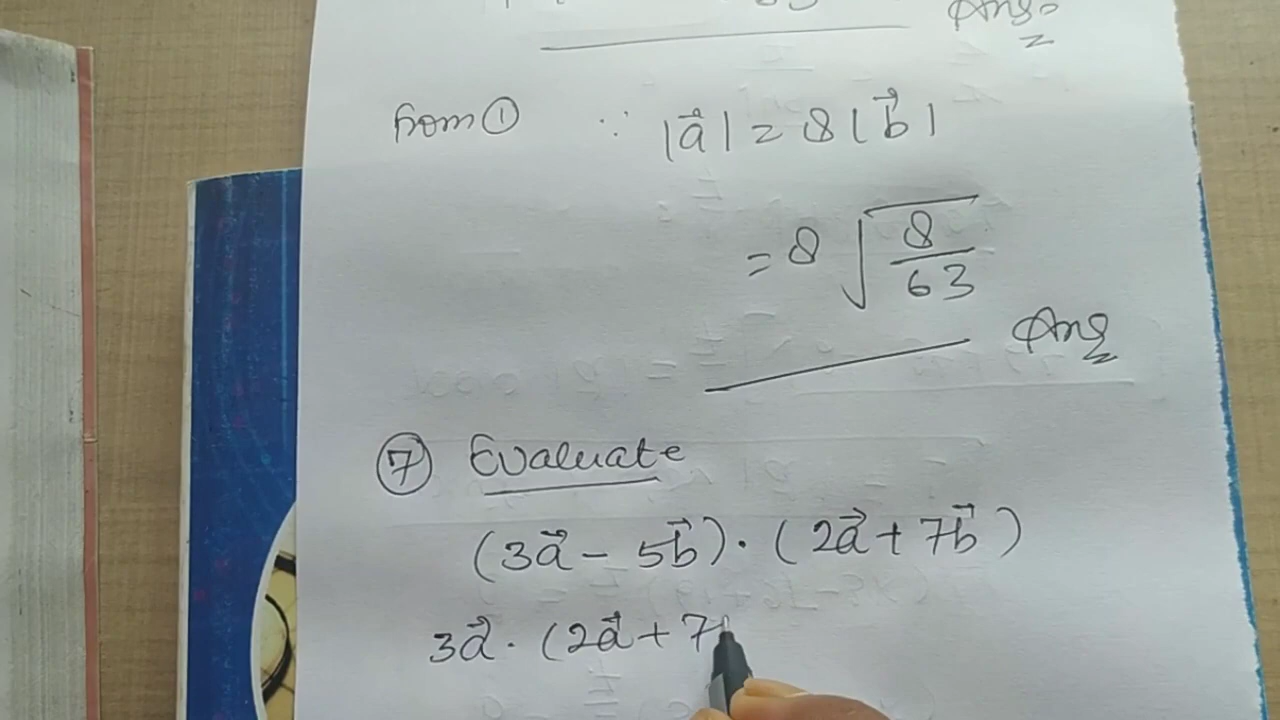 Ans
from ① ∵ |a⃗| = 8|b⃗|
= 8 √(8/63)
Ans
⑦ Evaluate
(3a⃗ − 5b⃗) · (2a⃗ + 7b⃗)
3a⃗ · (2a⃗ + 7